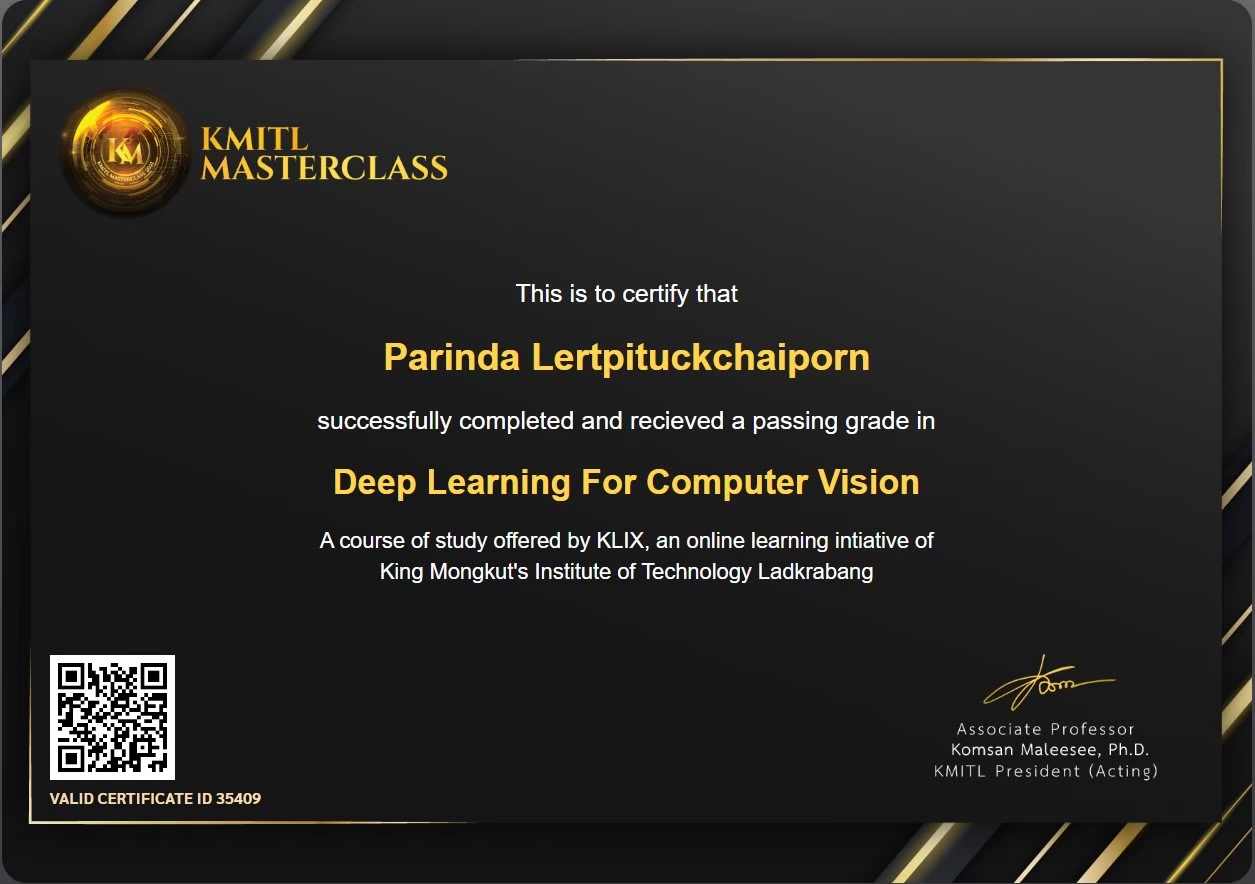 KM
KMITL MASTERCLASS
KMITL
MASTERCLASS
This is to certify that
Parinda Lertpituckchaiporn
successfully completed and recieved a passing grade in
Deep Learning For Computer Vision
A course of study offered by KLIX, an online learning intiative of
King Mongkut's Institute of Technology Ladkrabang
Associate Professor
Komsan Maleesee, Ph.D.
KMITL President (Acting)
VALID CERTIFICATE ID 35409